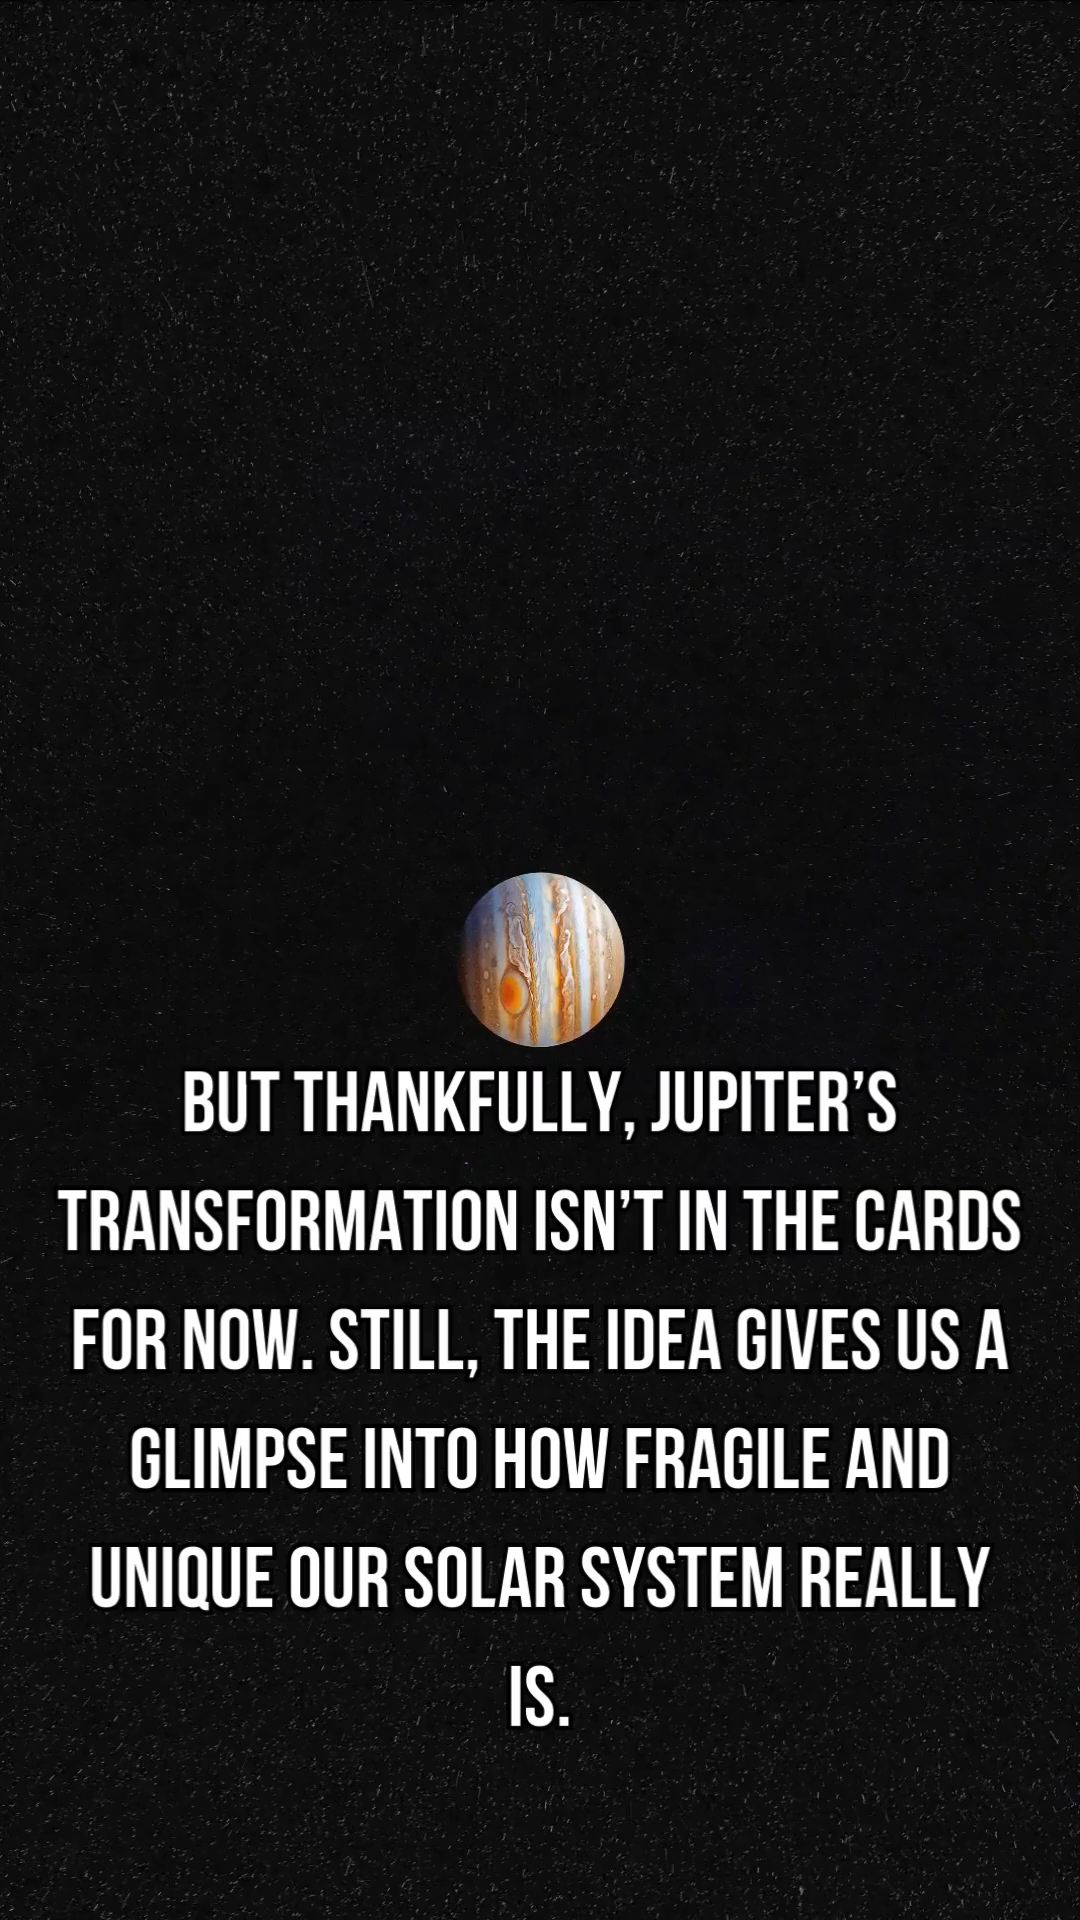 BUT THANKFULLY, JUPITER’S
TRANSFORMATION ISN’T IN THE CARDS
FOR NOW. STILL, THE IDEA GIVES US A
GLIMPSE INTO HOW FRAGILE AND
UNIQUE OUR SOLAR SYSTEM REALLY
IS.